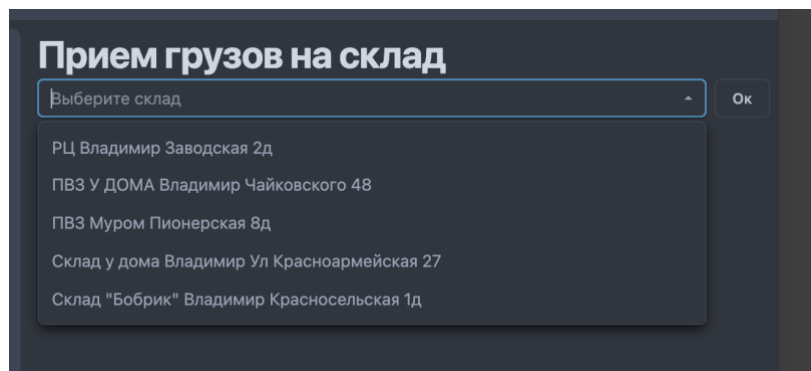 Прием грузов на склад
Выберите склад
Ок
РЦ Владимир Заводская 2д
ПВЗ У ДОМА Владимир Чайковского 48
ПВЗ Муром Пионерская 8д
Склад у дома Владимир Ул Красноармейская 27
Склад "Бобрик" Владимир Красносельская 1д